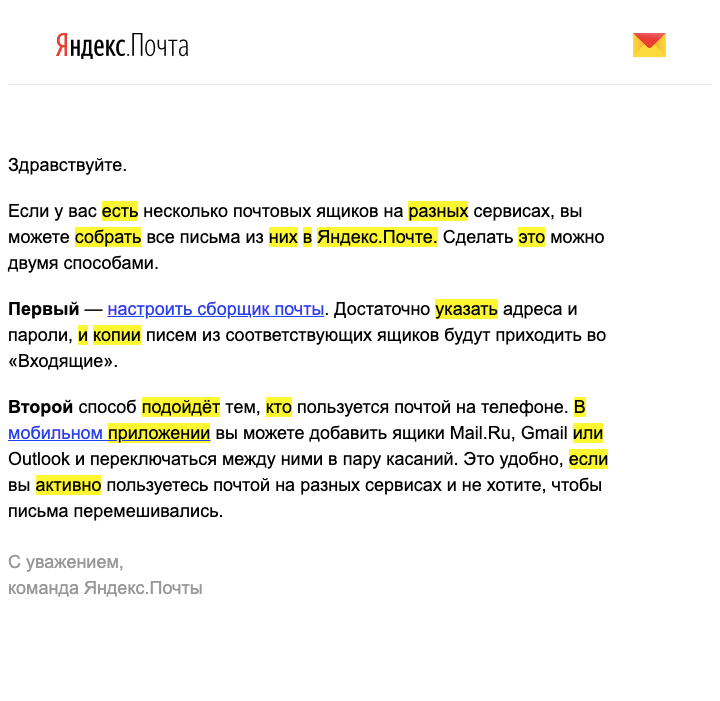 Яндекс.Почта
Здравствуйте.
Если у вас есть несколько почтовых ящиков на разных сервисах, вы
можете собрать все письма из них в Яндекс.Почте. Сделать это можно
двумя способами.
Первый — настроить сборщик почты. Достаточно указать адреса и
пароли, и копии писем из соответствующих ящиков будут приходить во
«Входящие».
Второй способ подойдёт тем, кто пользуется почтой на телефоне. В
мобильном приложении вы можете добавить ящики Mail.Ru, Gmail или
Outlook и переключаться между ними в пару касаний. Это удобно, если
вы активно пользуетесь почтой на разных сервисах и не хотите, чтобы
письма перемешивались.
С уважением,
команда Яндекс.Почты